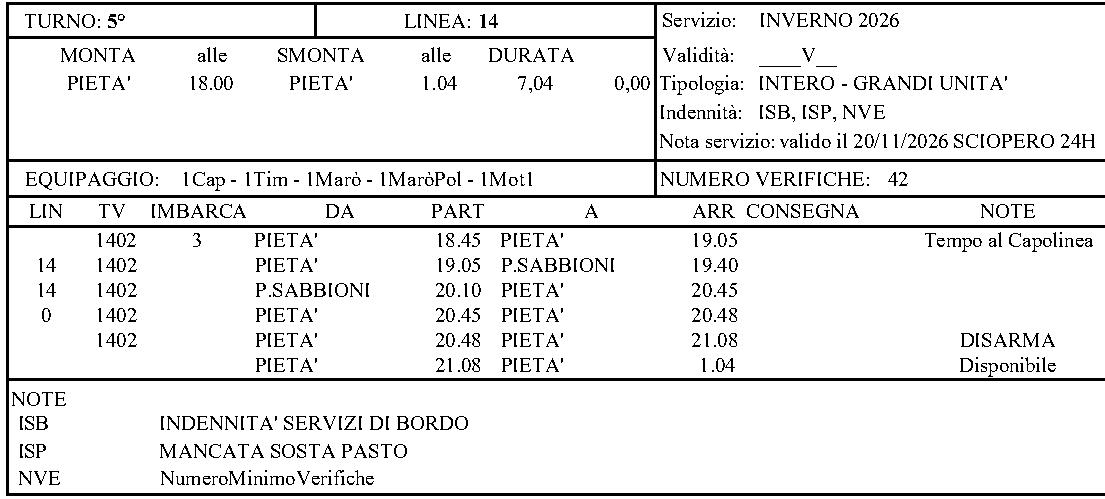 TURNO: 5° LINEA: 14 Servizio: INVERNO 2026
MONTA alle SMONTA alle DURATA Validità: ____V__
PIETA' 18.00 PIETA' 1.04 7,04 0,00 Tipologia: INTERO - GRANDI UNITA'
Indennità: ISB, ISP, NVE
Nota servizio: valido il 20/11/2026 SCIOPERO 24H
EQUIPAGGIO: 1Cap - 1Tim - 1Marò - 1MaròPol - 1Mot1 NUMERO VERIFICHE: 42
LIN TV IMBARCA DA PART A ARR CONSEGNA NOTE
1402 3 PIETA' 18.45 PIETA' 19.05 Tempo al Capolinea
14 1402 PIETA' 19.05 P.SABBIONI 19.40
14 1402 P.SABBIONI 20.10 PIETA' 20.45
0 1402 PIETA' 20.45 PIETA' 20.48
1402 PIETA' 20.48 PIETA' 21.08 DISARMA
PIETA' 21.08 PIETA' 1.04 Disponibile
NOTE
ISB INDENNITA' SERVIZI DI BORDO
ISP MANCATA SOSTA PASTO
NVE NumeroMinimoVerifiche